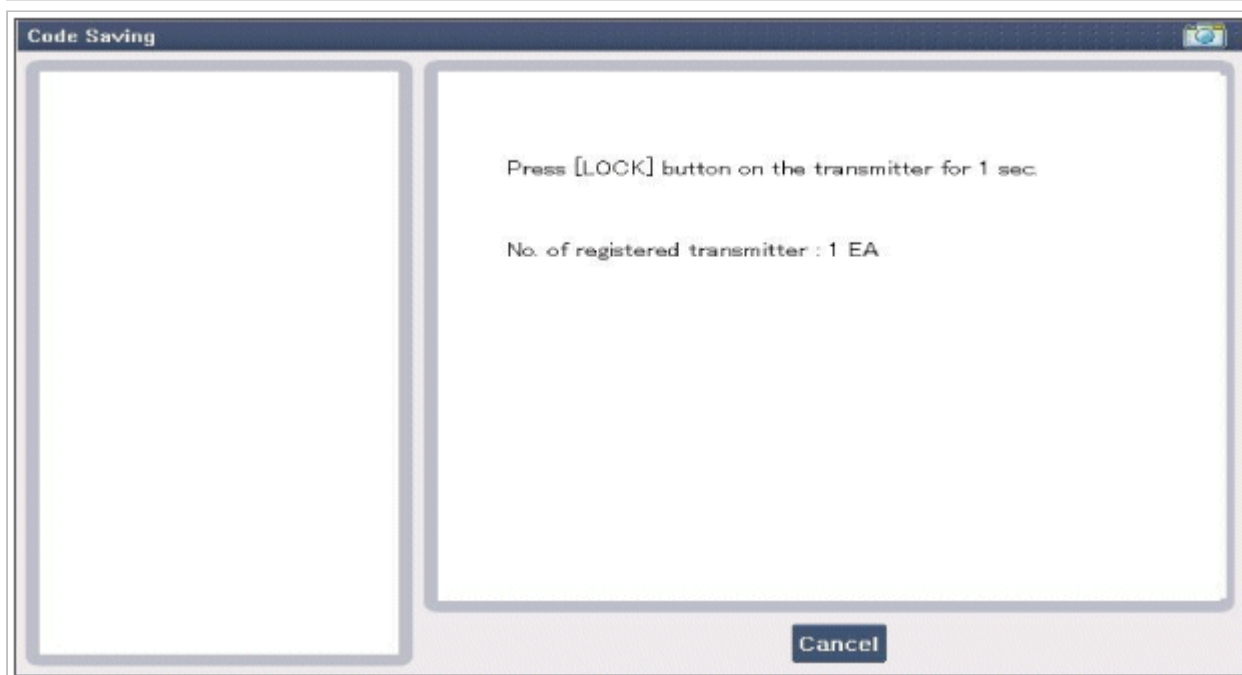 Code Saving
Press [LOCK] button on the transmitter for 1 sec.
No. of registered transmitter : 1 EA
Cancel